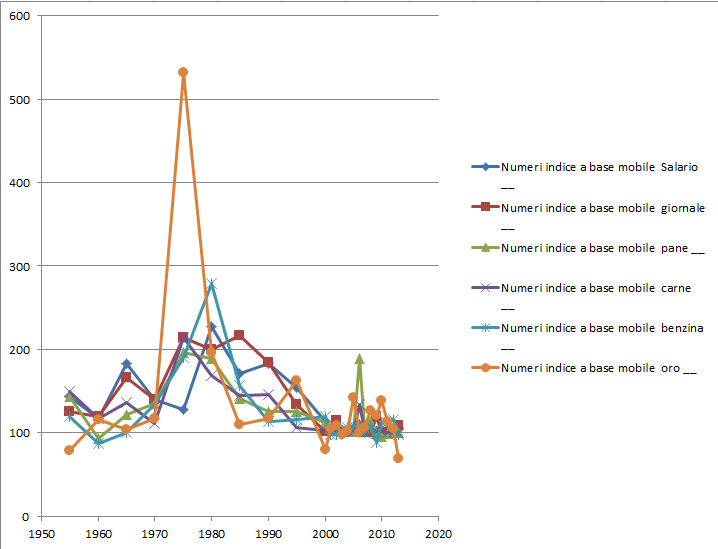 600
500
400
300
200
100
0
1950 1960 1970 1980 1990 2000 2010 2020
Numeri indice a base mobile Salario
__
Numeri indice a base mobile giornale
__
Numeri indice a base mobile pane __
Numeri indice a base mobile carne
__
Numeri indice a base mobile benzina
__
Numeri indice a base mobile oro __